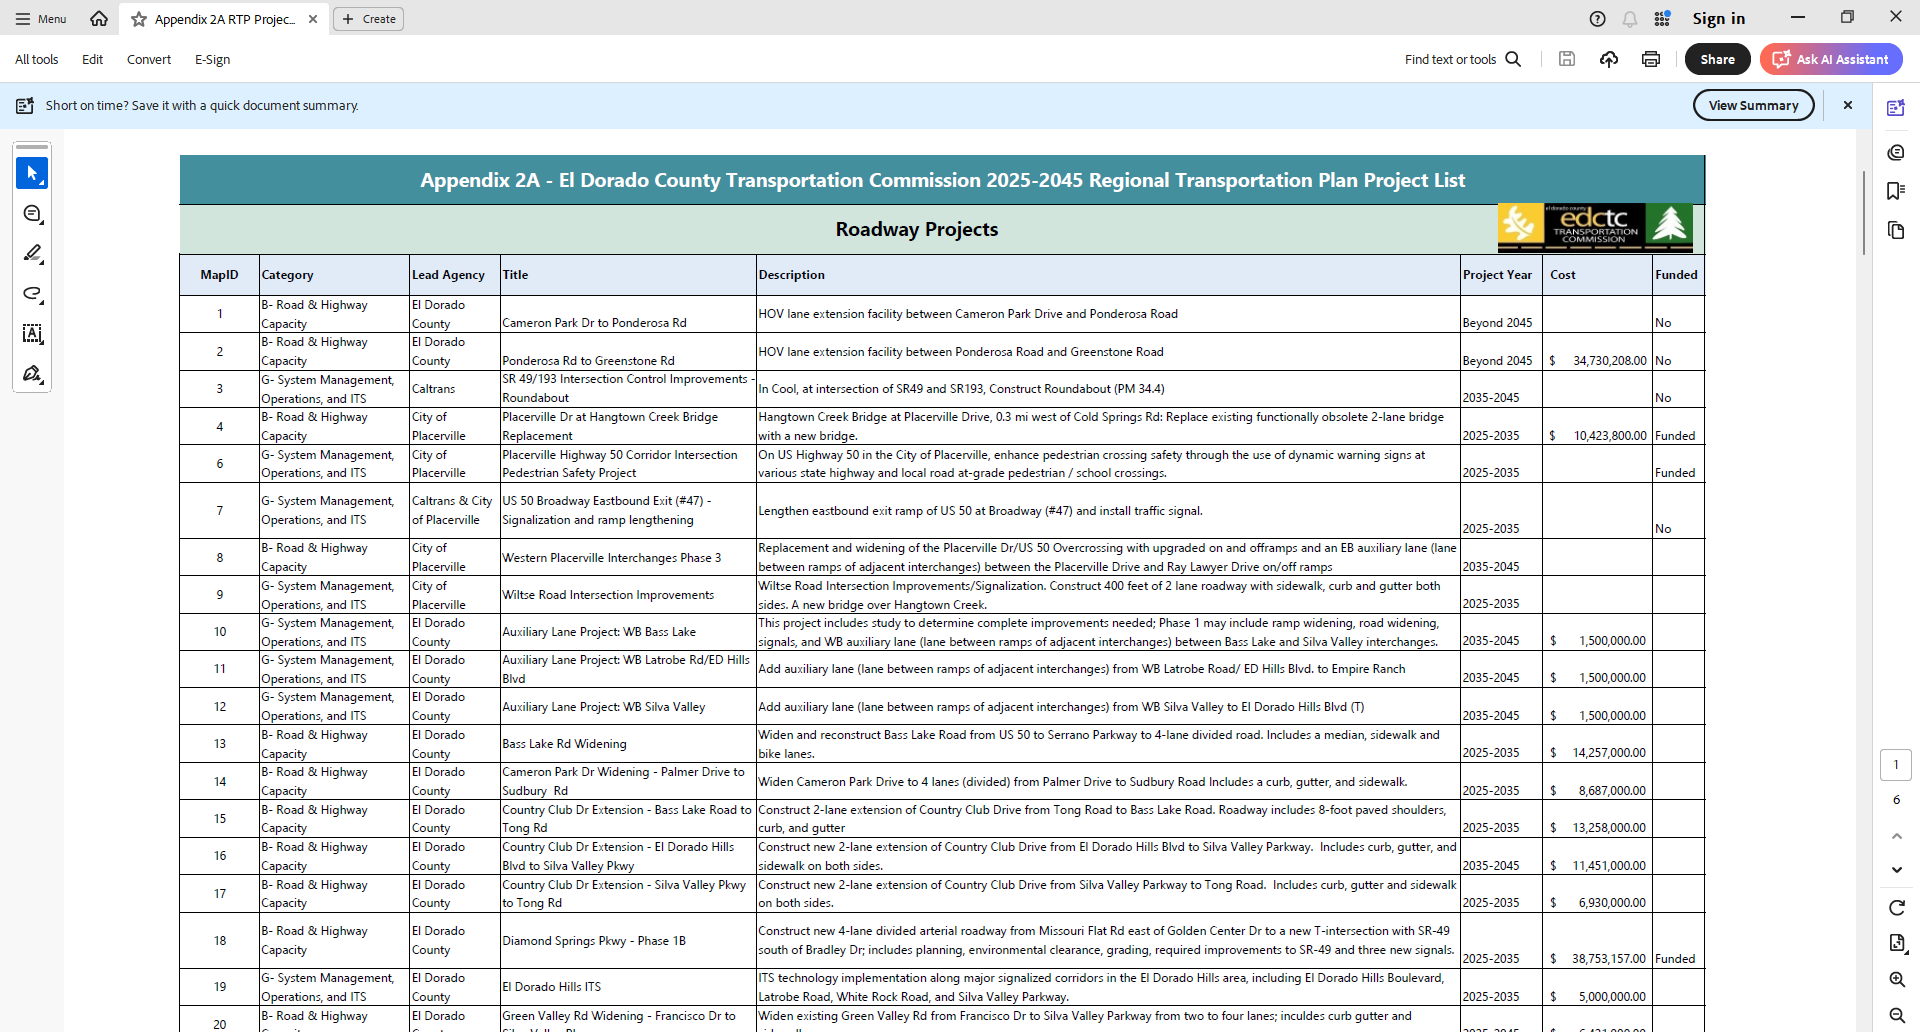 Menu
Appendix 2A RTP Projec...
Create
Sign in
All tools
Edit
Convert
E-Sign
Find text or tools
Share
Ask AI Assistant
Short on time? Save it with a quick document summary.
View Summary
Appendix 2A - El Dorado County Transportation Commission 2025-2045 Regional Transportation Plan Project List
Roadway Projects
el dorado county
edctc
TRANSPORTATION
COMMISSION
MapID Category Lead Agency Title Description Project Year Cost Funded
1 B- Road & Highway Capacity El Dorado County Cameron Park Dr to Ponderosa Rd HOV lane extension facility between Cameron Park Drive and Ponderosa Road Beyond 2045 No
2 B- Road & Highway Capacity El Dorado County Ponderosa Rd to Greenstone Rd HOV lane extension facility between Ponderosa Road and Greenstone Road Beyond 2045 $ 34,730,208.00 No
3 G- System Management, Operations, and ITS Caltrans SR 49/193 Intersection Control Improvements - Roundabout In Cool, at intersection of SR49 and SR193, Construct Roundabout (PM 34.4) 2035-2045 No
4 B- Road & Highway Capacity City of Placerville Placerville Dr at Hangtown Creek Bridge Replacement Hangtown Creek Bridge at Placerville Drive, 0.3 mi west of Cold Springs Rd: Replace existing functionally obsolete 2-lane bridge with a new bridge. 2025-2035 $ 10,423,800.00 Funded
6 G- System Management, Operations, and ITS City of Placerville Placerville Highway 50 Corridor Intersection Pedestrian Safety Project On US Highway 50 in the City of Placerville, enhance pedestrian crossing safety through the use of dynamic warning signs at various state highway and local road at-grade pedestrian / school crossings. 2025-2035 Funded
7 G- System Management, Operations, and ITS Caltrans & City of Placerville US 50 Broadway Eastbound Exit (#47) - Signalization and ramp lengthening Lengthen eastbound exit ramp of US 50 at Broadway (#47) and install traffic signal. 2025-2035 No
8 B- Road & Highway Capacity City of Placerville Western Placerville Interchanges Phase 3 Replacement and widening of the Placerville Dr/US 50 Overcrossing with upgraded on and offramps and an EB auxiliary lane (lane between ramps of adjacent interchanges) between the Placerville Drive and Ray Lawyer Drive on/off ramps 2035-2045
9 G- System Management, Operations, and ITS City of Placerville Wiltse Road Intersection Improvements Wiltse Road Intersection Improvements/Signalization. Construct 400 feet of 2 lane roadway with sidewalk, curb and gutter both sides. A new bridge over Hangtown Creek. 2025-2035
10 G- System Management, Operations, and ITS El Dorado County Auxiliary Lane Project: WB Bass Lake This project includes study to determine complete improvements needed; Phase 1 may include ramp widening, road widening, signals, and WB auxiliary lane (lane between ramps of adjacent interchanges) between Bass Lake and Silva Valley interchanges. 2035-2045 $ 1,500,000.00
11 G- System Management, Operations, and ITS El Dorado County Auxiliary Lane Project: WB Latrobe Rd/ED Hills Blvd Add auxiliary lane (lane between ramps of adjacent interchanges) from WB Latrobe Road/ ED Hills Blvd. to Empire Ranch 2035-2045 $ 1,500,000.00
12 G- System Management, Operations, and ITS El Dorado County Auxiliary Lane Project: WB Silva Valley Add auxiliary lane (lane between ramps of adjacent interchanges) from WB Silva Valley to El Dorado Hills Blvd (T) 2035-2045 $ 1,500,000.00
13 B- Road & Highway Capacity El Dorado County Bass Lake Rd Widening Widen and reconstruct Bass Lake Road from US 50 to Serrano Parkway to 4-lane divided road. Includes a median, sidewalk and bike lanes. 2025-2035 $ 14,257,000.00
14 B- Road & Highway Capacity El Dorado County Cameron Park Dr Widening - Palmer Drive to Sudbury Rd Widen Cameron Park Drive to 4 lanes (divided) from Palmer Drive to Sudbury Road Includes a curb, gutter, and sidewalk. 2025-2035 $ 8,687,000.00
15 B- Road & Highway Capacity El Dorado County Country Club Dr Extension - Bass Lake Road to Tong Rd Construct 2-lane extension of Country Club Drive from Tong Road to Bass Lake Road. Roadway includes 8-foot paved shoulders, curb, and gutter 2025-2035 $ 13,258,000.00
16 B- Road & Highway Capacity El Dorado County Country Club Dr Extension - El Dorado Hills Blvd to Silva Valley Pkwy Construct new 2-lane extension of Country Club Drive from El Dorado Hills Blvd to Silva Valley Parkway. Includes curb, gutter, and sidewalk on both sides. 2035-2045 $ 11,451,000.00
17 B- Road & Highway Capacity El Dorado County Country Club Dr Extension - Silva Valley Pkwy to Tong Rd Construct new 2-lane extension of Country Club Drive from Silva Valley Parkway to Tong Road. Includes curb, gutter and sidewalk on both sides. 2025-2035 $ 6,930,000.00
18 B- Road & Highway Capacity El Dorado County Diamond Springs Pkwy - Phase 1B Construct new 4-lane divided arterial roadway from Missouri Flat Rd east of Golden Center Dr to a new T-intersection with SR-49 south of Bradley Dr; includes planning, environmental clearance, grading, required improvements to SR-49 and three new signals. 2025-2035 $ 38,753,157.00 Funded
19 G- System Management, Operations, and ITS El Dorado County El Dorado Hills ITS ITS technology implementation along major signalized corridors in the El Dorado Hills area, including El Dorado Hills Boulevard, Latrobe Road, White Rock Road, and Silva Valley Parkway. 2025-2035 $ 5,000,000.00
20 B- Road & Highway El Dorado Green Valley Rd Widening - Francisco Dr to Widen existing Green Valley Rd from Francisco Dr to Silva Valley Parkway from two to four lanes; inculdes curb gutter and
1
6